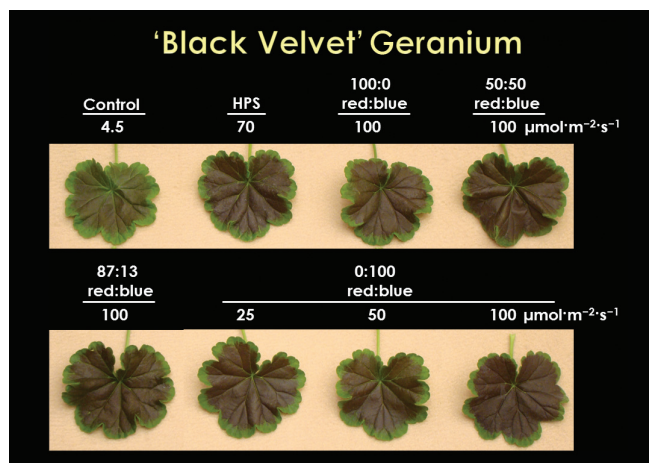 ‘Black Velvet’ Geranium
Control
4.5
HPS
70
100:0
red:blue
100
50:50
red:blue
100 μmol·m⁻²·s⁻¹
87:13
red:blue
100
0:100
red:blue
25
50
100 μmol·m⁻²·s⁻¹